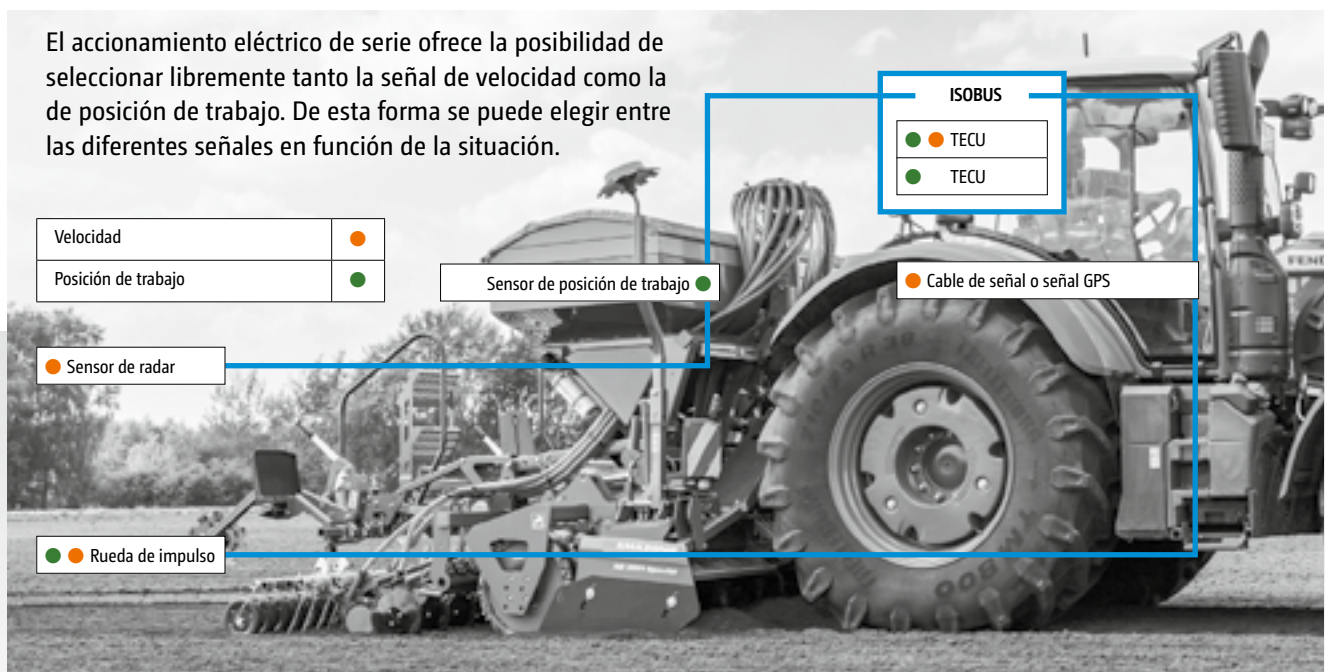 El accionamiento eléctrico de serie ofrece la posibilidad de
seleccionar libremente tanto la señal de velocidad como la
de posición de trabajo. De esta forma se puede elegir entre
las diferentes señales en función de la situación.
ISOBUS
TECU
TECU
Velocidad
Posición de trabajo
Sensor de posición de trabajo
Cable de señal o señal GPS
FENDT
Sensor de radar
Rueda de impulso